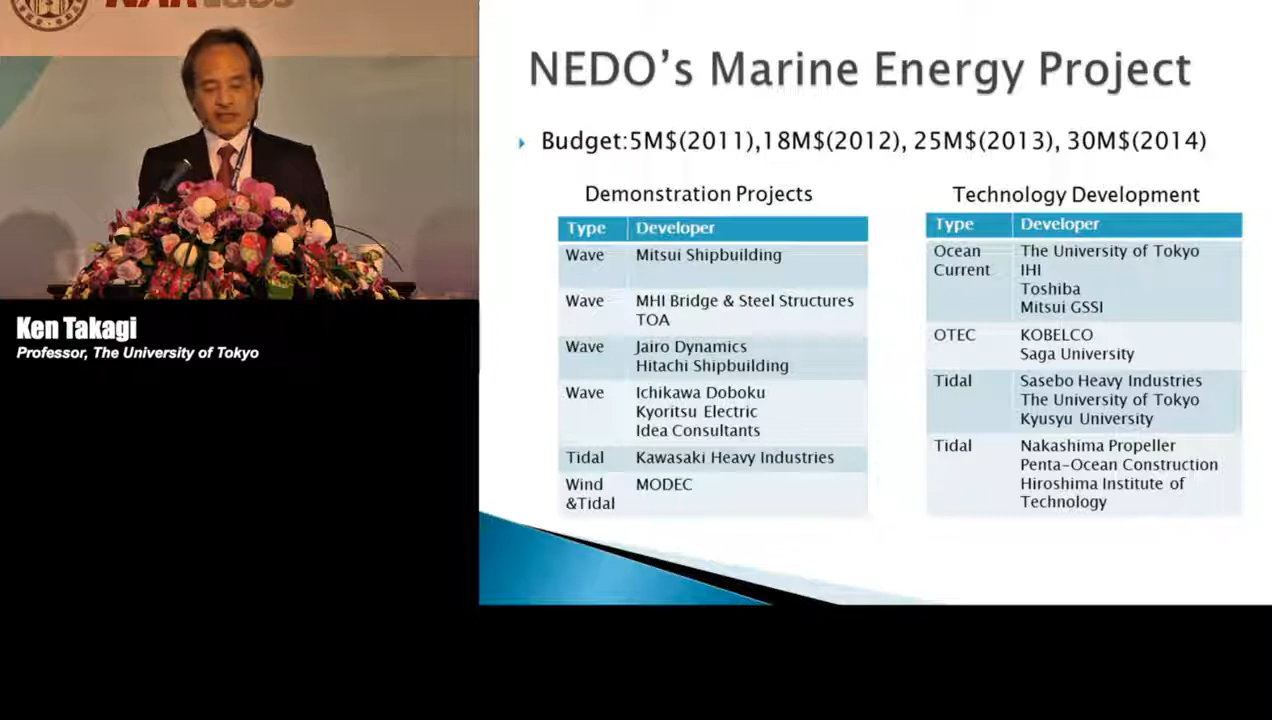 NAR Labs
Ken Takagi
Professor, The University of Tokyo
NEDO’s Marine Energy Project
Budget:5M$(2011),18M$(2012), 25M$(2013), 30M$(2014)
Demonstration Projects
Type Developer
Wave Mitsui Shipbuilding
Wave MHI Bridge & Steel Structures
TOA
Wave Jairo Dynamics
Hitachi Shipbuilding
Wave Ichikawa Doboku
Kyoritsu Electric
Idea Consultants
Tidal Kawasaki Heavy Industries
Wind MODEC
&Tidal
Technology Development
Type Developer
Ocean The University of Tokyo
Current IHI
Toshiba
Mitsui GSSI
OTEC KOBELCO
Saga University
Tidal Sasebo Heavy Industries
The University of Tokyo
Kyusyu University
Tidal Nakashima Propeller
Penta-Ocean Construction
Hiroshima Institute of
Technology